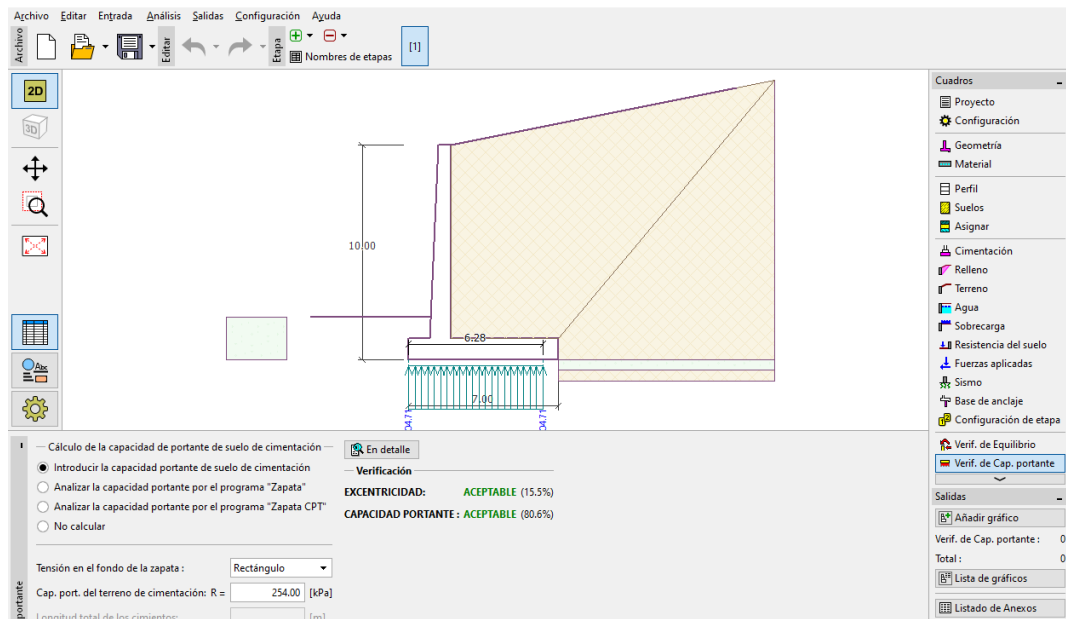 Archivo Editar Entrada Análisis Salidas Configuración Ayuda
Archivo
Editar
Etapa
Nombres de etapas
[1]
2D
3D
Abc
10.00
6.28
7.00
04.71
04.71
Cuadros
Proyecto
Configuración
Geometría
Material
Perfil
Suelos
Asignar
Cimentación
Relleno
Terreno
Agua
Sobrecarga
Resistencia del suelo
Fuerzas aplicadas
Sismo
Base de anclaje
Configuración de etapa
Verif. de Equilibrio
Verif. de Cap. portante
Salidas
Añadir gráfico
Verif. de Cap. portante : 0
Total : 0
Lista de gráficos
Listado de Anexos
Cálculo de la capacidad de portante de suelo de cimentación
Introducir la capacidad portante de suelo de cimentación
Analizar la capacidad portante por el programa "Zapata"
Analizar la capacidad portante por el programa "Zapata CPT"
No calcular
Tensión en el fondo de la zapata : Rectángulo
Cap. port. del terreno de cimentación: R = 254.00 [kPa]
Longitud total de los cimientos: [m]
En detalle
Verificación
EXCENTRICIDAD: ACEPTABLE (15.5%)
CAPACIDAD PORTANTE : ACEPTABLE (80.6%)
portante